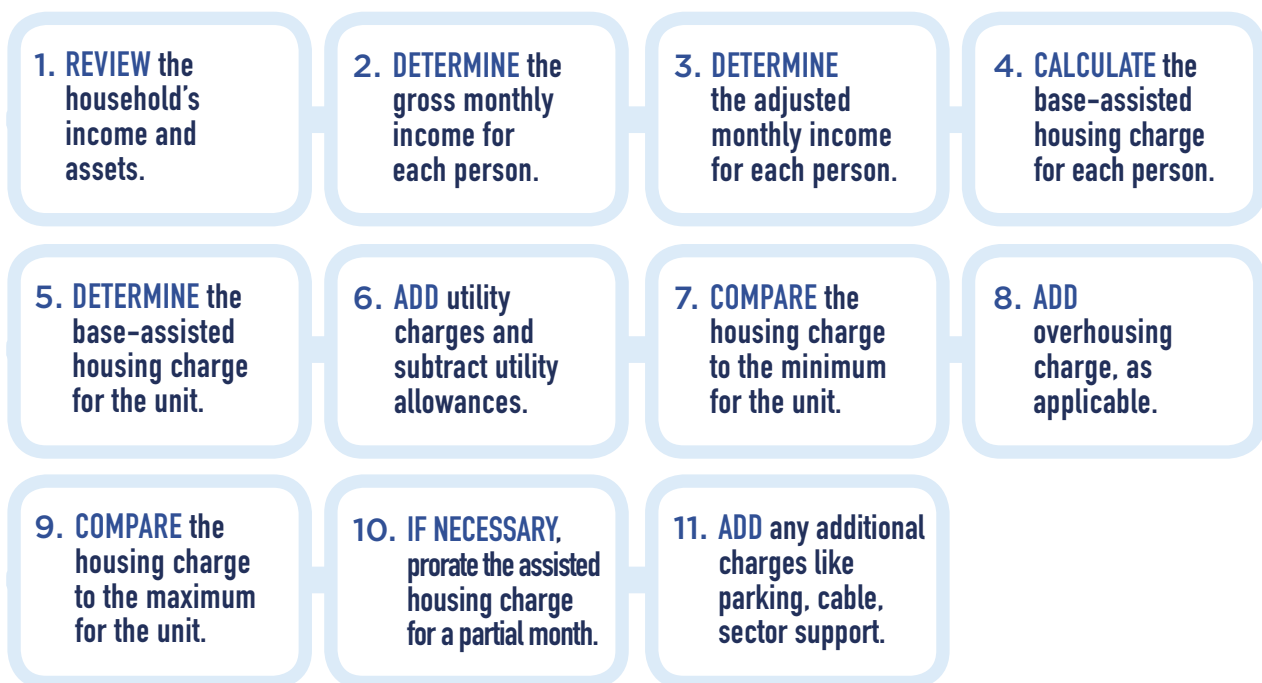 1. REVIEW the
household's
income and
assets.
2. DETERMINE the
gross monthly
income for
each person.
3. DETERMINE
the adjusted
monthly income
for each person.
4. CALCULATE the
base-assisted
housing charge
for each person.
5. DETERMINE the
base-assisted
housing charge
for the unit.
6. ADD utility
charges and
subtract utility
allowances.
7. COMPARE the
housing charge
to the minimum
for the unit.
8. ADD
overhousing
charge, as
applicable.
9. COMPARE the
housing charge
to the maximum
for the unit.
10. IF NECESSARY,
prorate the assisted
housing charge
for a partial month.
11. ADD any additional
charges like
parking, cable,
sector support.